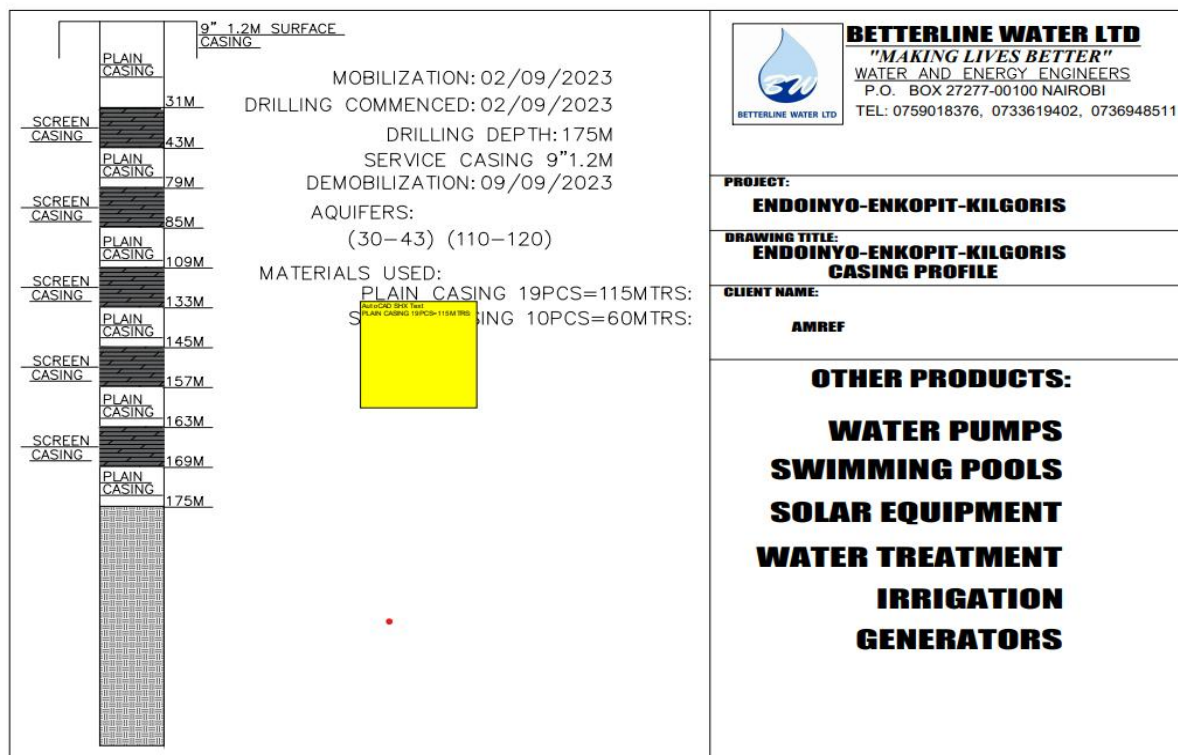 9" 1.2M SURFACE
CASING
PLAIN
CASING
31M
SCREEN
CASING
43M
PLAIN
CASING
79M
SCREEN
CASING
85M
PLAIN
CASING
109M
SCREEN
CASING
133M
PLAIN
CASING
145M
SCREEN
CASING
157M
PLAIN
CASING
163M
SCREEN
CASING
169M
PLAIN
CASING
175M
MOBILIZATION: 02/09/2023
DRILLING COMMENCED: 02/09/2023
DRILLING DEPTH: 175M
SERVICE CASING 9"1.2M
DEMOBILIZATION: 09/09/2023
AQUIFERS:
(30-43) (110-120)
MATERIALS USED:
PLAIN CASING 19PCS=115MTRS:
S SING 10PCS=60MTRS:
AutoCAD SHX Text
PLAIN CASING 19PCS=115MTRS:
BW
BETTERLINE WATER LTD
BETTERLINE WATER LTD
"MAKING LIVES BETTER"
WATER AND ENERGY ENGINEERS
P.O. BOX 27277-00100 NAIROBI
TEL: 0759018376, 0733619402, 0736948511
PROJECT:
ENDOINYO-ENKOPIT-KILGORIS
DRAWING TITLE:
ENDOINYO-ENKOPIT-KILGORIS
CASING PROFILE
CLIENT NAME:
AMREF
OTHER PRODUCTS:
WATER PUMPS
SWIMMING POOLS
SOLAR EQUIPMENT
WATER TREATMENT
IRRIGATION
GENERATORS